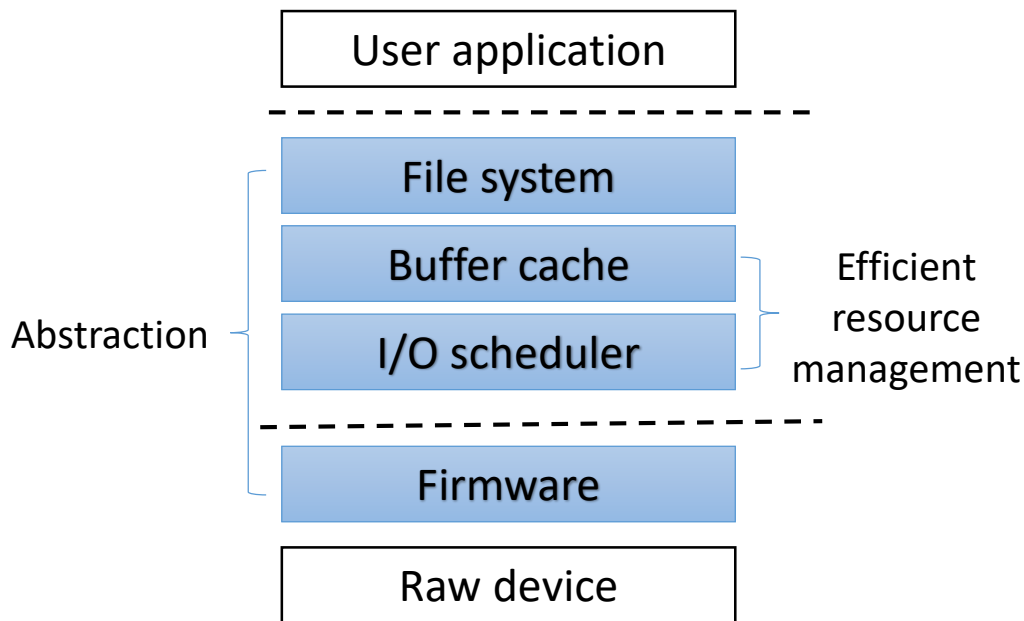 User application
File system
Buffer cache
I/O scheduler
Abstraction
Efficient
resource
management
Firmware
Raw device